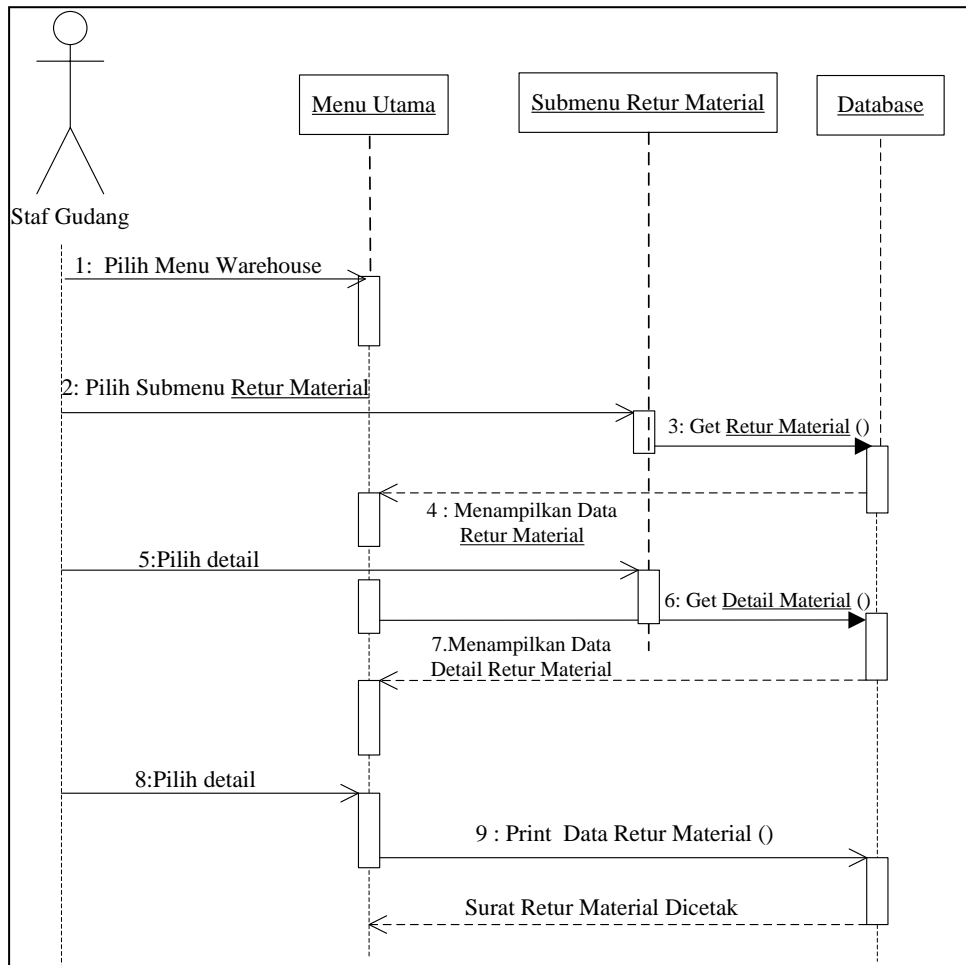 Menu Utama
Submenu Retur Material
Database
Staf Gudang
1: Pilih Menu Warehouse
2: Pilih Submenu Retur Material
3: Get Retur Material ()
4 : Menampilkan Data
Retur Material
5:Pilih detail
6: Get Detail Material ()
7.Menampilkan Data
Detail Retur Material
8:Pilih detail
9 : Print Data Retur Material ()
Surat Retur Material Dicetak